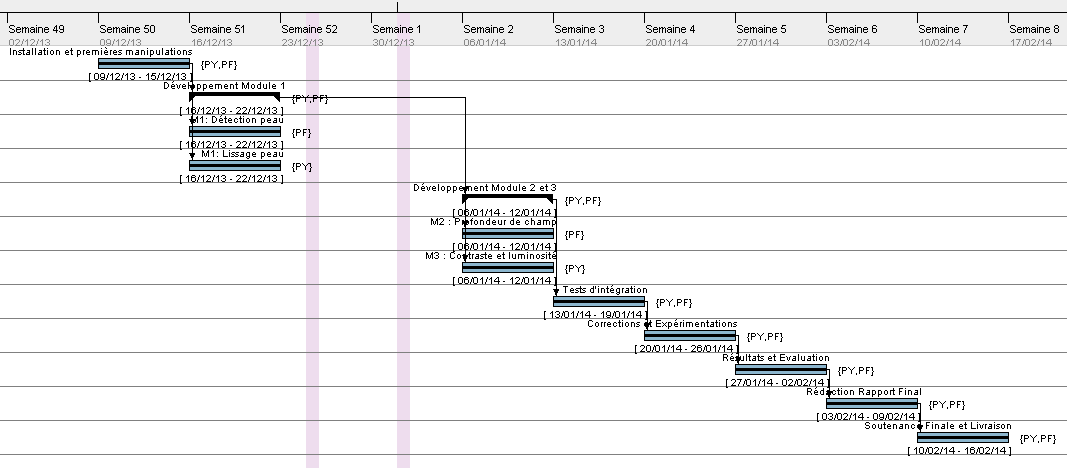 Semaine 49 Semaine 50 Semaine 51 Semaine 52 Semaine 1 Semaine 2 Semaine 3 Semaine 4 Semaine 5 Semaine 6 Semaine 7 Semaine 8
02/12/13 09/12/13 16/12/13 23/12/13 30/12/13 06/01/14 13/01/14 20/01/14 27/01/14 03/02/14 10/02/14 17/02/14
Installation et premières manipulations
{PY,PF}
[ 09/12/13 - 15/12/13 ]
Développement Module 1
{PY,PF}
[ 16/12/13 - 22/12/13 ]
M1: Détection peau
{PF}
[ 16/12/13 - 22/12/13 ]
M1: Lissage peau
{PY}
[ 16/12/13 - 22/12/13 ]
Développement Module 2 et 3
{PY,PF}
[ 06/01/14 - 12/01/14 ]
M2 : Profondeur de champ
{PF}
[ 06/01/14 - 12/01/14 ]
M3 : Contraste et luminosité
{PY}
[ 06/01/14 - 12/01/14 ]
Tests d'intégration
{PY,PF}
[ 13/01/14 - 19/01/14 ]
Corrections et Expérimentations
{PY,PF}
[ 20/01/14 - 26/01/14 ]
Résultats et Evaluation
{PY,PF}
[ 27/01/14 - 02/02/14 ]
Rédaction Rapport Final
{PY,PF}
[ 03/02/14 - 09/02/14 ]
Soutenance Finale et Livraison
{PY,PF}
[ 10/02/14 - 16/02/14 ]